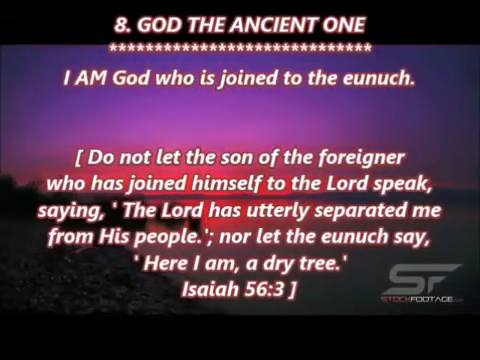 8. GOD THE ANCIENT ONE
*****************************
I AM God who is joined to the eunuch.
[ Do not let the son of the foreigner
who has joined himself to the Lord speak,
saying, ' The Lord has utterly separated me
from His people.'; nor let the eunuch say,
' Here I am, a dry tree.'
Isaiah 56:3 ]
SF
STOCKFOOTAGE.com